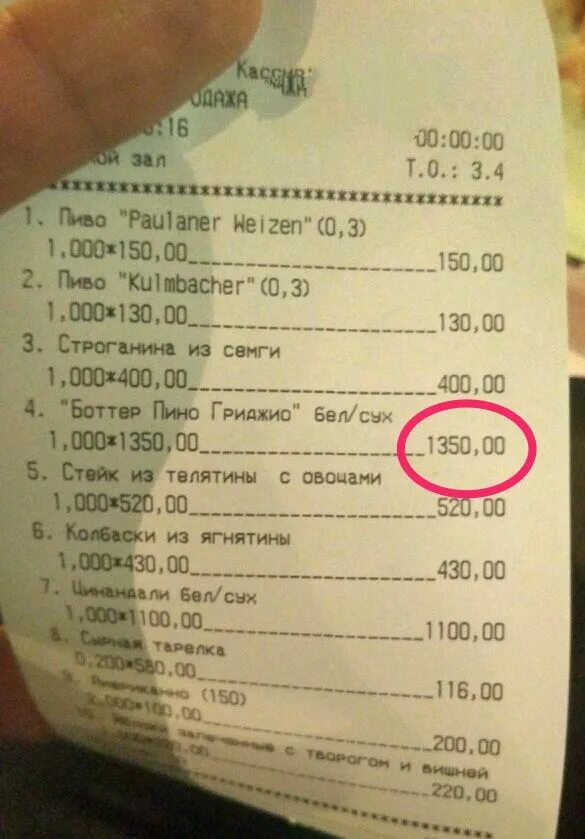 Кассир:
ОДАЖА
:16 00:00:00
ой зал Т.О.: 3.4
****************************************
1. Пиво "Paulaner Weizen"(0,3)
1,000*150,00 150,00
2. Пиво "Kulmbacher"(0,3)
1,000*130,00 130,00
3. Строганина из семги
1,000*400,00 400,00
4. "Боттер Пино Гриджио" бел/сух
1,000*1350,00 1350,00
5. Стейк из телятины с овощами
1,000*520,00 520,00
6. Колбаски из ягнятины
1,000*430,00 430,00
7. Цинандали бел/сух
1,000*1100,00 1100,00
8. Сырная тарелка
0,200*580,00 116,00
9. Американно (150)
2,000*100,00 200,00
запеченные с творогом и вишней
220,00